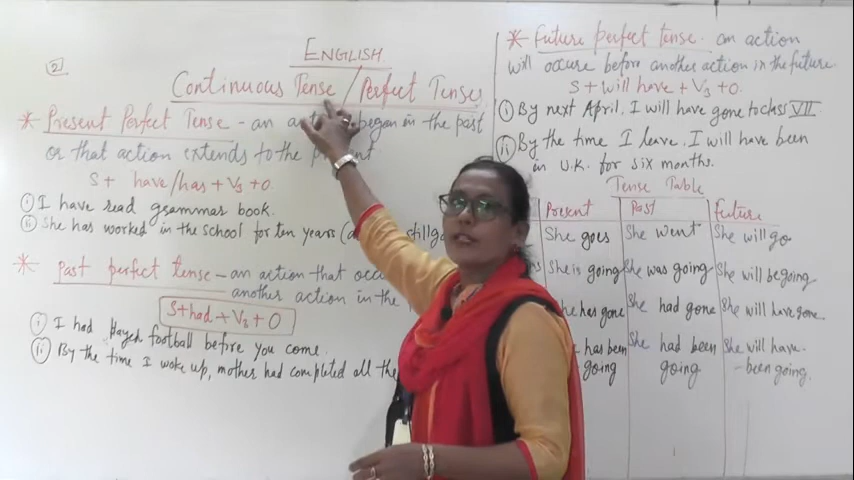 2
ENGLISH
Continuous Tense / Perfect Tenses
* Present Perfect Tense - an began in the past
or that action extends to the present
S + have/has + V3 + O.
(i) I have read grammar book.
(ii) She has worked in the school for ten years
* Past perfect tense - an action that
another action in the
S + had + V3 + O
(i) I had played football before you come.
(ii) By the time I woke up, mother had completed all the
* Future perfect tense - an action
will occure before another action in the future.
S + will have + V3 + O.
(i) By next April, I will have gone to class VII.
(ii) By the time I leave, I will have been
in U.K. for six months.
Tense Table
Present Past Future
She goes She went She will go
She is going She was going She will be going
She has gone She had gone She will have gone.
has been going She had been going She will have - been going.